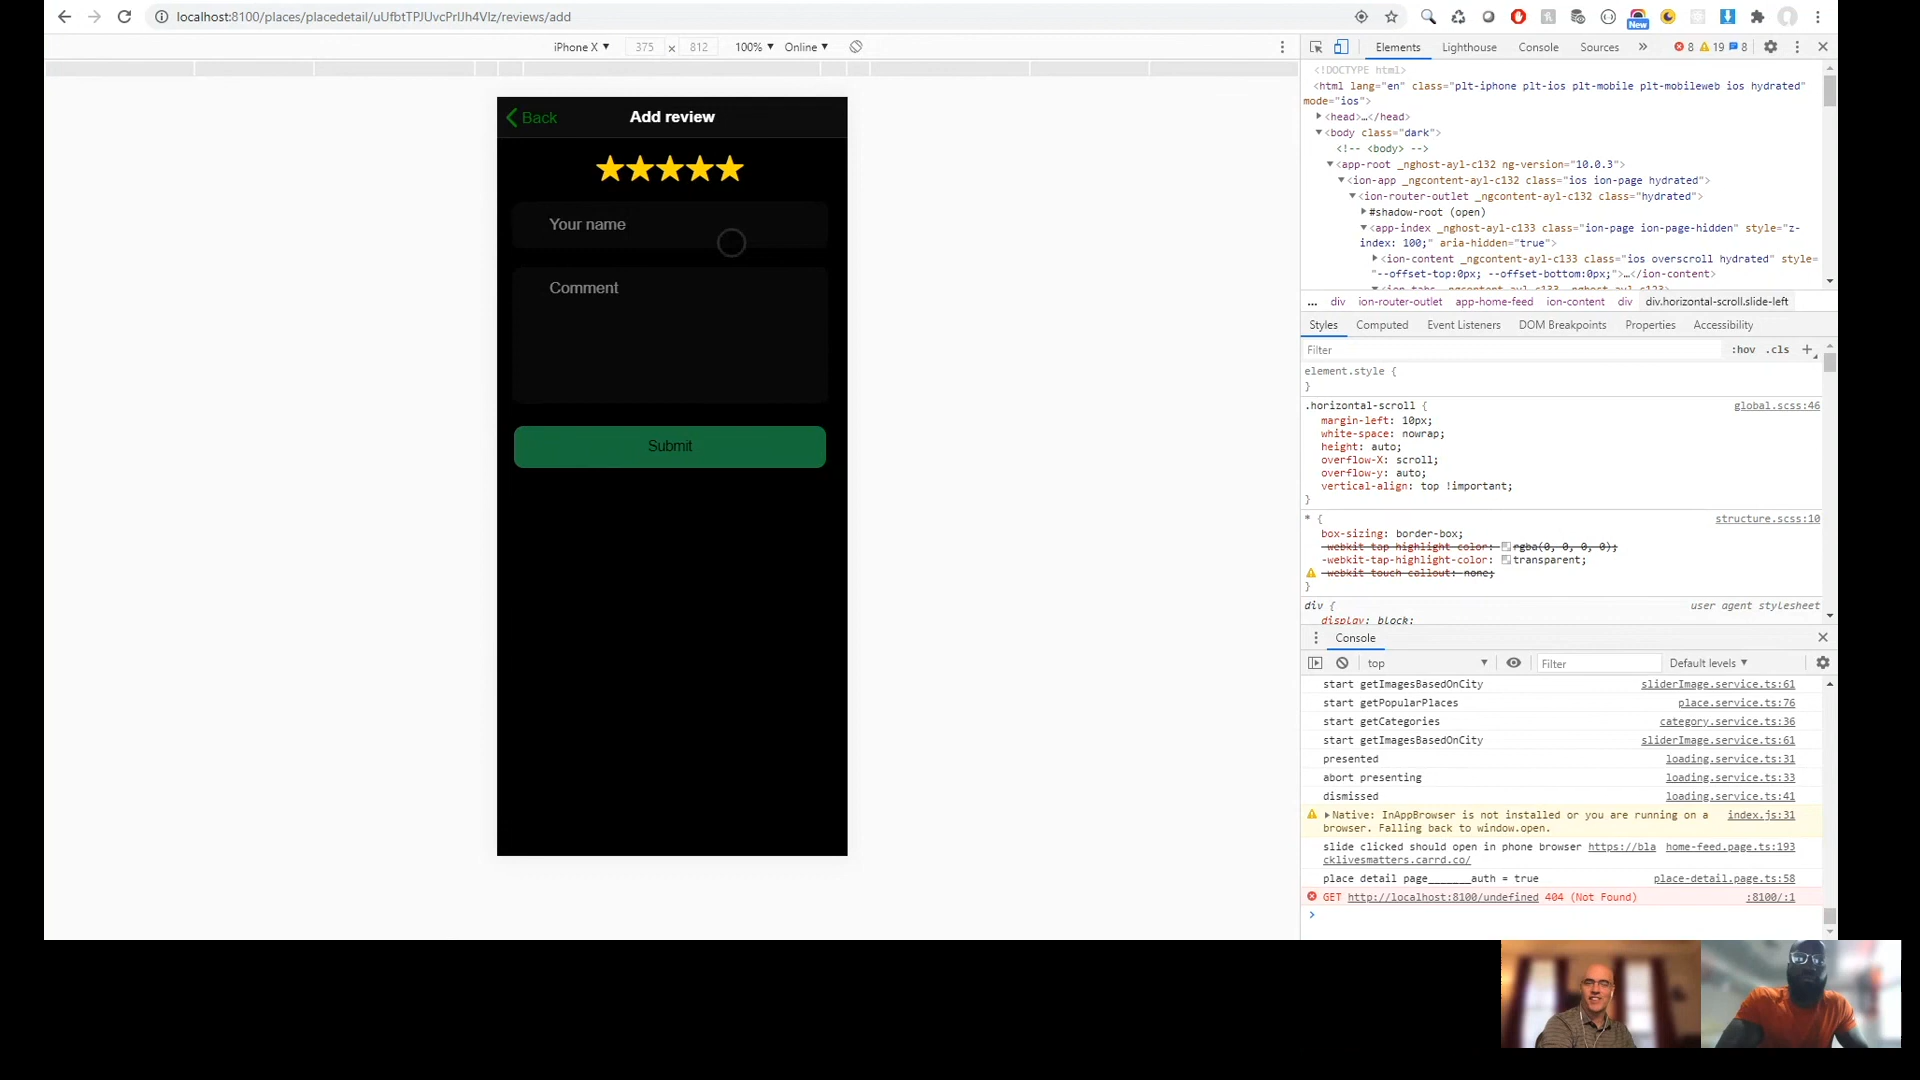 localhost:8100/places/placedetail/uUfbtTPJUvcPrlJh4Vlz/reviews/add
New
iPhone X ▼ 375 x 812 100% ▼ Online ▼
Elements Lighthouse Console Sources » 8 19 8
Back Add review
Your name
Comment
Submit
<!DOCTYPE html>
<html lang="en" class="plt-iphone plt-ios plt-mobile plt-mobileweb ios hydrated"
mode="ios">
<head>…</head>
<body class="dark">
<!-- <body> -->
<app-root _nghost-ayl-c132 ng-version="10.0.3">
<ion-app _ngcontent-ayl-c132 class="ios ion-page hydrated">
<ion-router-outlet _ngcontent-ayl-c132 class="hydrated">
#shadow-root (open)
<app-index _nghost-ayl-c133 class="ion-page ion-page-hidden" style="z-
index: 100;" aria-hidden="true">
<ion-content _ngcontent-ayl-c133 class="ios overscroll hydrated" style=
"--offset-top:0px; --offset-bottom:0px;">…</ion-content>
<ion-tabs _ngcontent-ayl-c133 _nghost-ayl-c123>
... div ion-router-outlet app-home-feed ion-content div div.horizontal-scroll.slide-left
Styles Computed Event Listeners DOM Breakpoints Properties Accessibility
Filter :hov .cls +
element.style {
}
.horizontal-scroll { global.scss:46
margin-left: 10px;
white-space: nowrap;
height: auto;
overflow-X: scroll;
overflow-y: auto;
vertical-align: top !important;
}
* { structure.scss:10
box-sizing: border-box;
-webkit-tap-highlight-color: rgba(0, 0, 0, 0);
-webkit-tap-highlight-color: transparent;
-webkit-touch-callout: none;
}
div { user agent stylesheet
display: block;
Console
top ▼ Filter Default levels ▼
start getImagesBasedOnCity sliderImage.service.ts:61
start getPopularPlaces place.service.ts:76
start getCategories category.service.ts:36
start getImagesBasedOnCity sliderImage.service.ts:61
presented loading.service.ts:31
abort presenting loading.service.ts:33
dismissed loading.service.ts:41
Native: InAppBrowser is not installed or you are running on a index.js:31
browser. Falling back to window.open.
slide clicked should open in phone browser https://bla home-feed.page.ts:193
cklivesmatters.carrd.co/
place detail page_______auth = true place-detail.page.ts:58
GET http://localhost:8100/undefined 404 (Not Found) :8100/:1